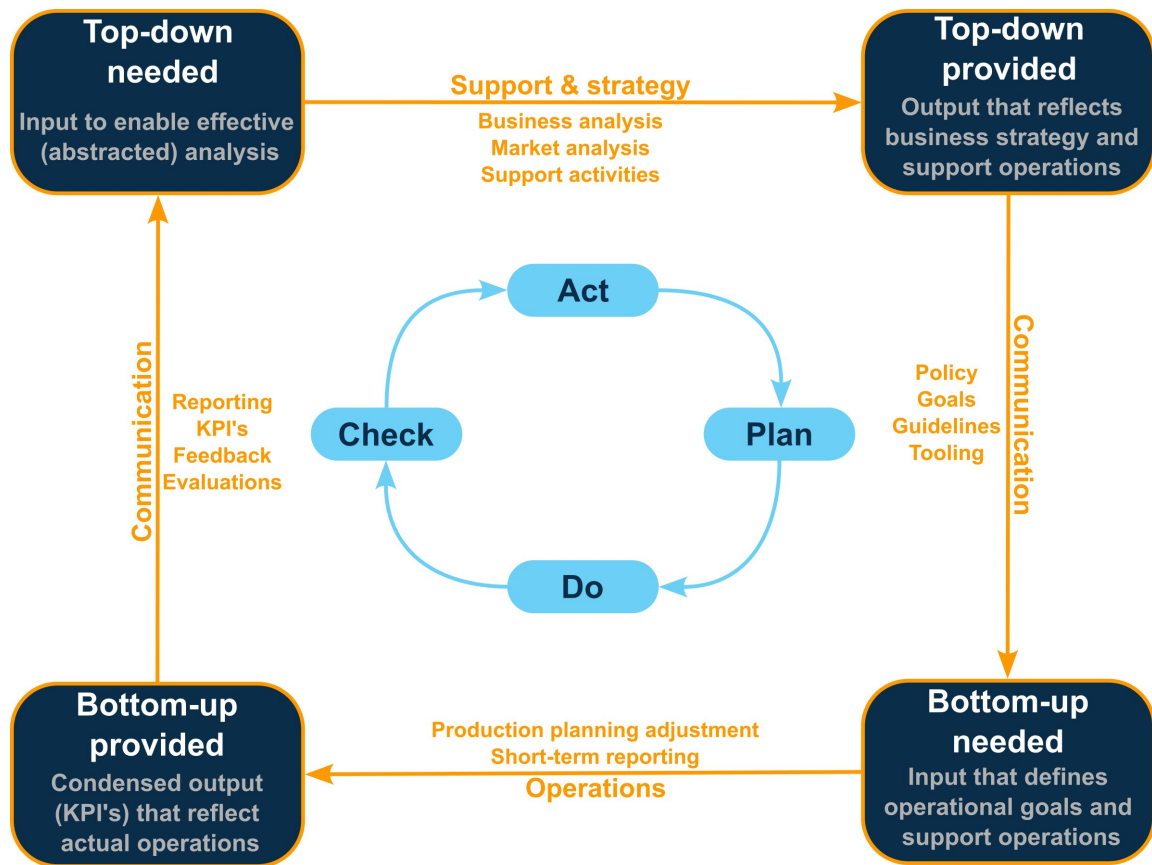 Top-down
needed
Input to enable effective
(abstracted) analysis
Support & strategy
Business analysis
Market analysis
Support activities
Top-down
provided
Output that reflects
business strategy and
support operations
Communication
Reporting
KPI's
Feedback
Evaluations
Act
Check
Plan
Do
Policy
Goals
Guidelines
Tooling
Communication
Bottom-up
provided
Condensed output
(KPI's) that reflect
actual operations
Production planning adjustment
Short-term reporting
Operations
Bottom-up
needed
Input that defines
operational goals and
support operations